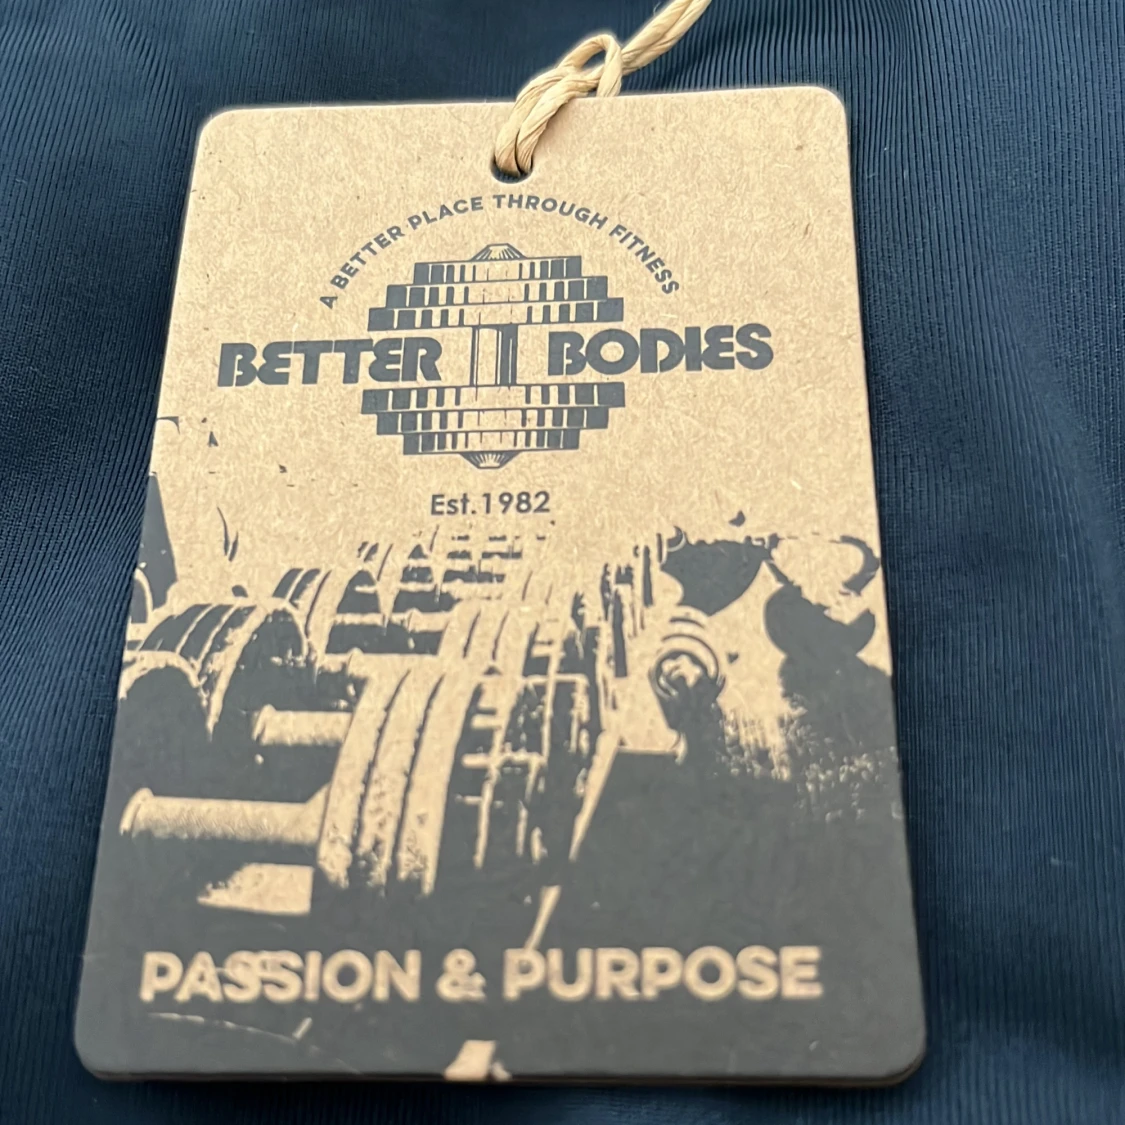 A BETTER PLACE THROUGH FITNESS
BETTER BODIES
Est.1982
PASSION & PURPOSE